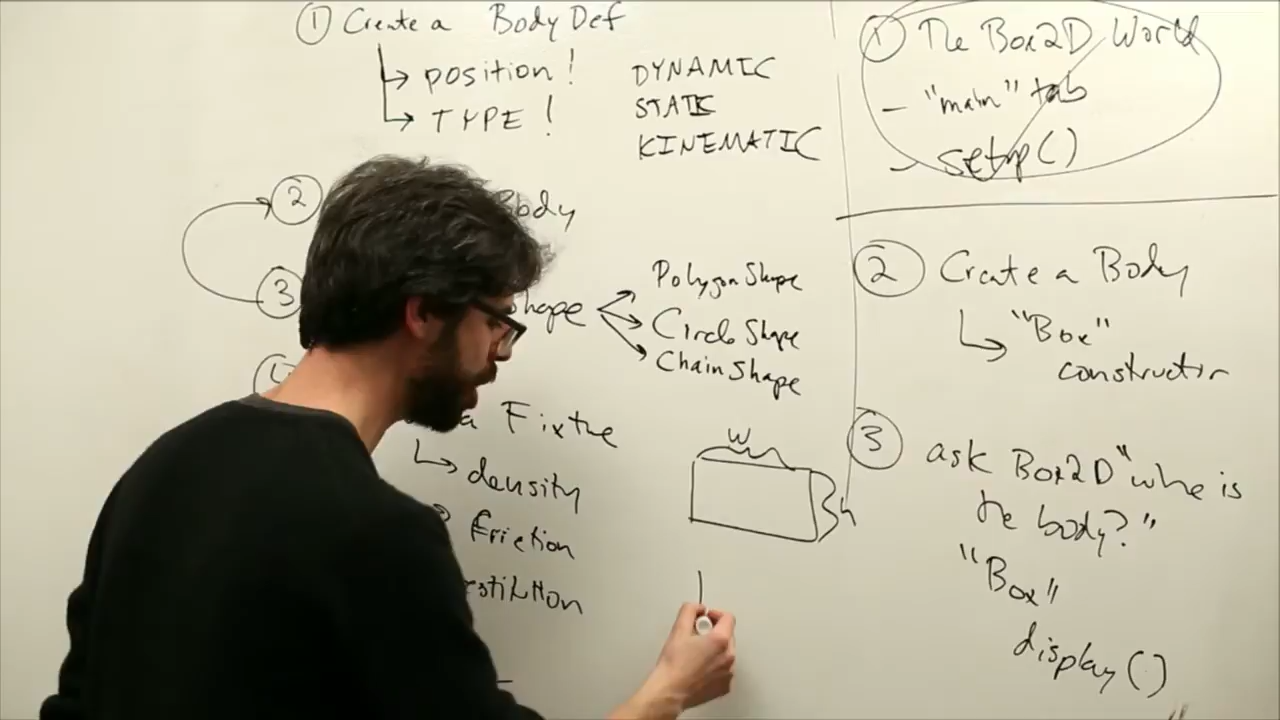 ① Create a Body Def
position!
TYPE!
DYNAMIC
STATIC
KINEMATIC
② Body
③ shape
PolygonShape
CircleShape
ChainShape
a Fixture
density
friction
w
h
① The Box2D World
- "main" tab
- setup()
② Create a Body
"Box"
constructor
③ ask Box2D "where is
the body?"
"Box"
display()